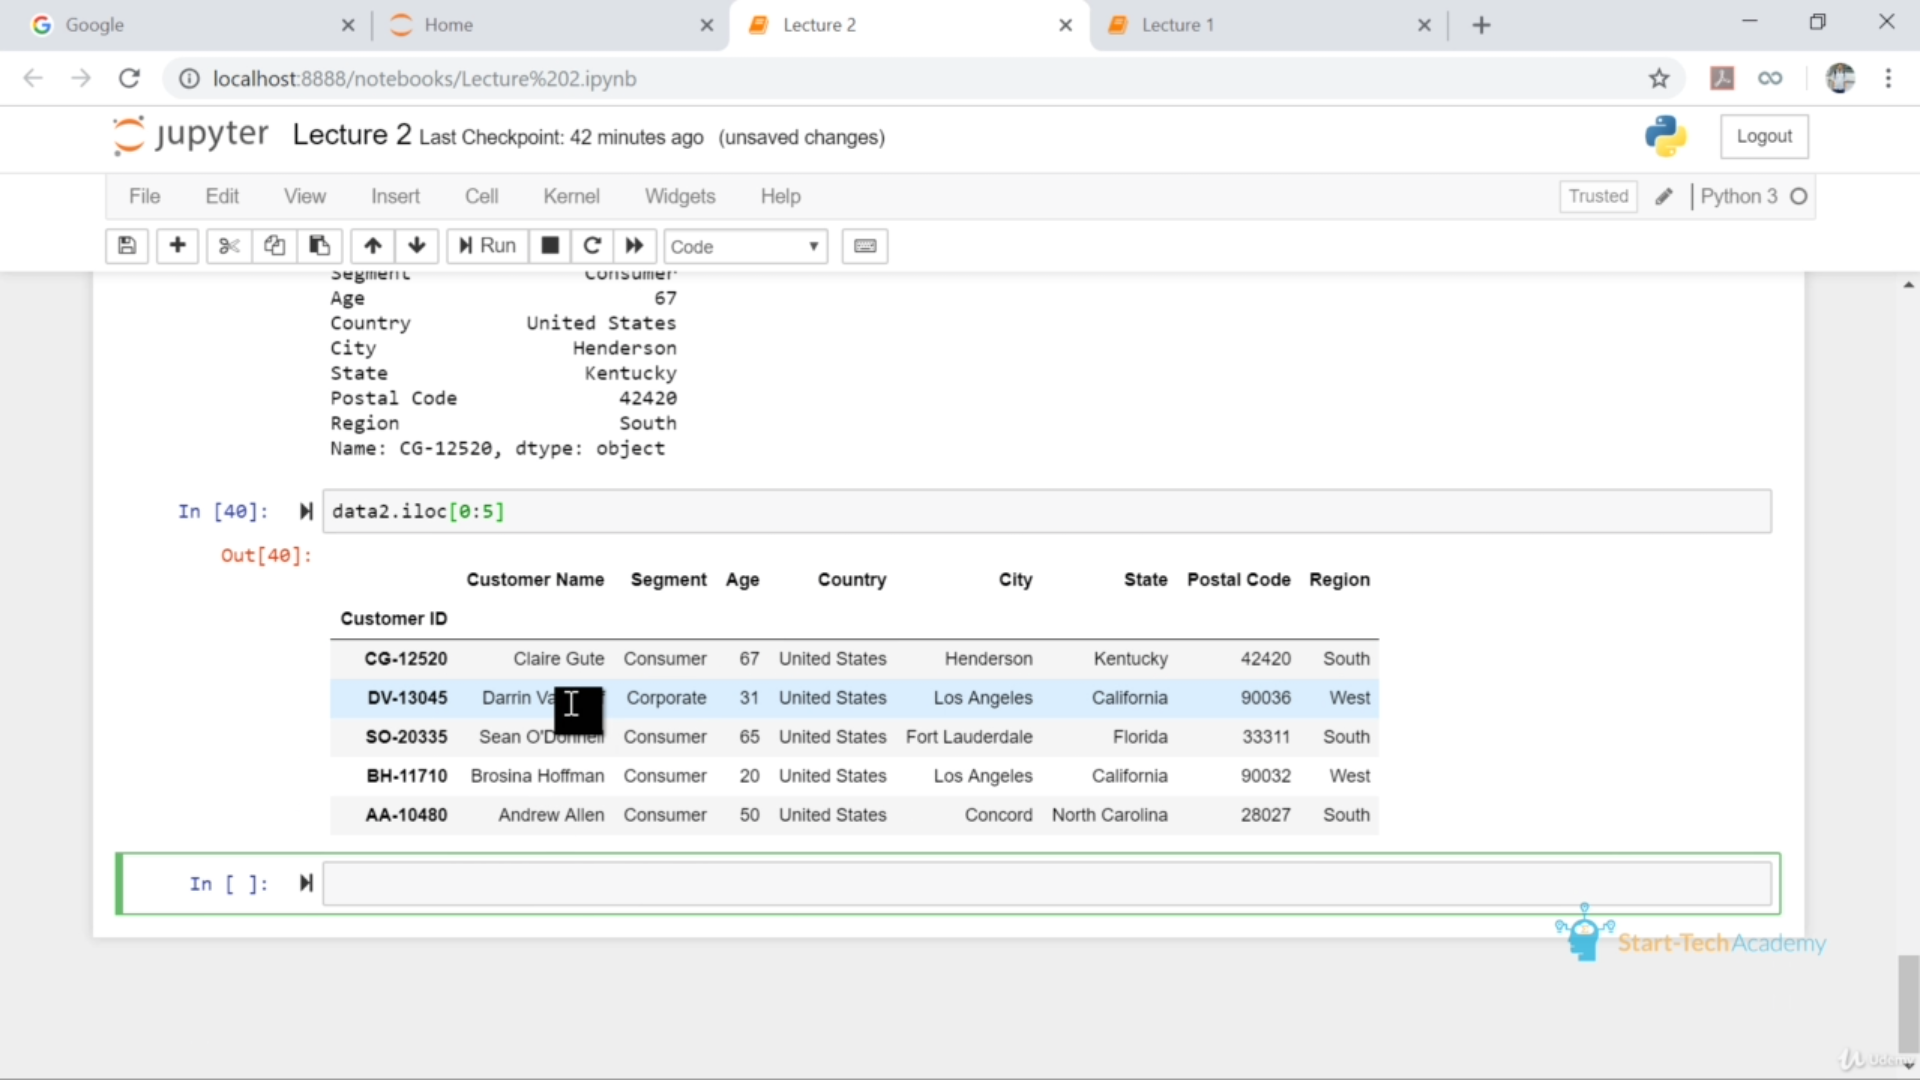 Google Home Lecture 2 Lecture 1
localhost:8888/notebooks/Lecture%202.ipynb
jupyter Lecture 2 Last Checkpoint: 42 minutes ago (unsaved changes) Logout
File Edit View Insert Cell Kernel Widgets Help Trusted Python 3
Run Code
Segment Consumer
Age 67
Country United States
City Henderson
State Kentucky
Postal Code 42420
Region South
Name: CG-12520, dtype: object
In [40]: data2.iloc[0:5]
Out[40]:
Customer Name Segment Age Country City State Postal Code Region
Customer ID
CG-12520 Claire Gute Consumer 67 United States Henderson Kentucky 42420 South
DV-13045 Darrin Corporate 31 United States Los Angeles California 90036 West
SO-20335 Sean O'Donnell Consumer 65 United States Fort Lauderdale Florida 33311 South
BH-11710 Brosina Hoffman Consumer 20 United States Los Angeles California 90032 West
AA-10480 Andrew Allen Consumer 50 United States Concord North Carolina 28027 South
In [ ]:
Start-TechAcademy
Udemy